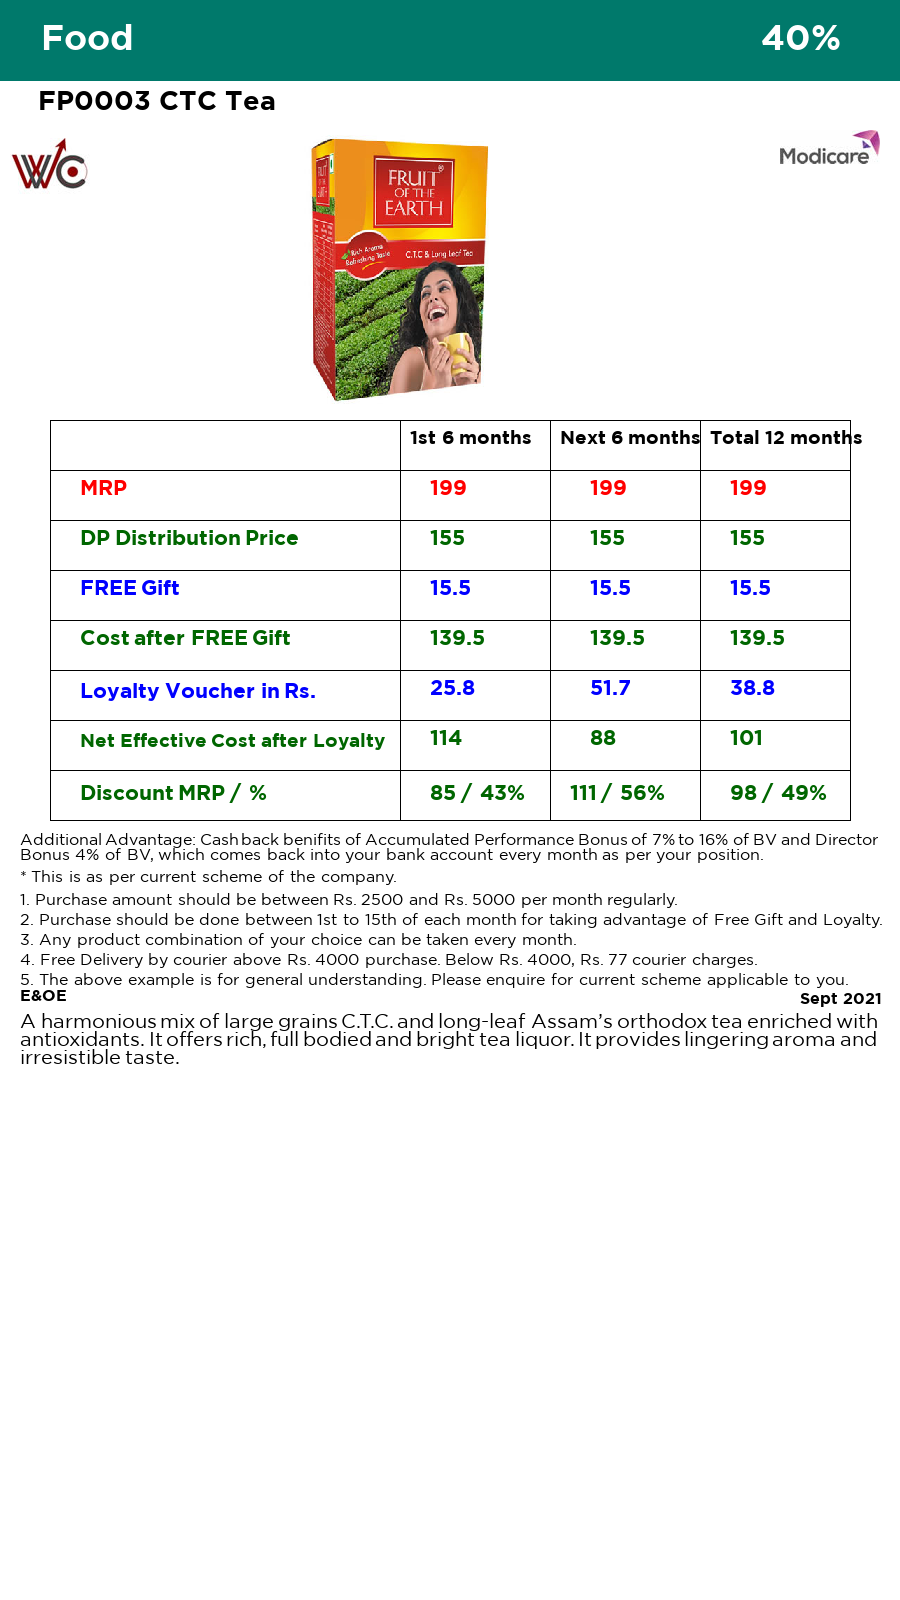 Food 40%
FP0003 CTC Tea
WC
Modicare
FRUIT
OF THE
EARTH
FRUIT
OF THE
EARTH
Rich Aroma
Refreshing Taste
C.T.C & Long Leaf Tea
1st 6 months Next 6 months Total 12 months
MRP 199 199 199
DP Distribution Price 155 155 155
FREE Gift 15.5 15.5 15.5
Cost after FREE Gift 139.5 139.5 139.5
Loyalty Voucher in Rs. 25.8 51.7 38.8
Net Effective Cost after Loyalty 114 88 101
Discount MRP / % 85 / 43% 111 / 56% 98 / 49%
Additional Advantage: Cash back benifits of Accumulated Performance Bonus of 7% to 16% of BV and Director
Bonus 4% of BV, which comes back into your bank account every month as per your position.
* This is as per current scheme of the company.
1. Purchase amount should be between Rs. 2500 and Rs. 5000 per month regularly.
2. Purchase should be done between 1st to 15th of each month for taking advantage of Free Gift and Loyalty.
3. Any product combination of your choice can be taken every month.
4. Free Delivery by courier above Rs. 4000 purchase. Below Rs. 4000, Rs. 77 courier charges.
5. The above example is for general understanding. Please enquire for current scheme applicable to you.
E&OE
Sept 2021
A harmonious mix of large grains C.T.C. and long-leaf Assam's orthodox tea enriched with
antioxidants. It offers rich, full bodied and bright tea liquor. It provides lingering aroma and
irresistible taste.